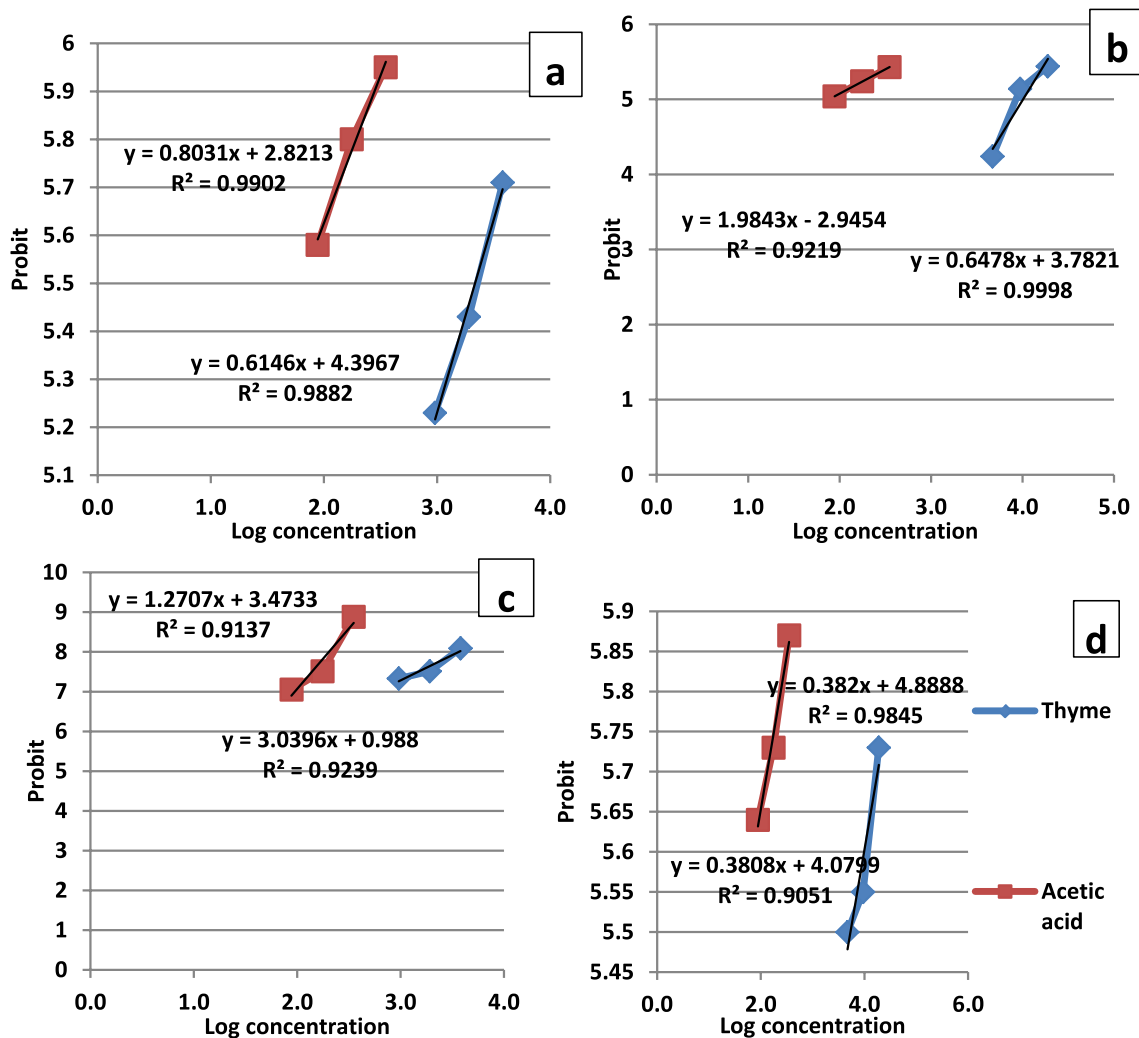 a
6
5.9
5.8
5.7
5.6
5.5
5.4
5.3
5.2
5.1
Probit
y = 0.8031x + 2.8213
R² = 0.9902
y = 0.6146x + 4.3967
R² = 0.9882
0.0 1.0 2.0 3.0 4.0
Log concentration
b
6
5
4
3
2
1
0
Probit
y = 1.9843x - 2.9454
R² = 0.9219
y = 0.6478x + 3.7821
R² = 0.9998
0.0 1.0 2.0 3.0 4.0 5.0
Log concentration
c
10
9
8
7
6
5
4
3
2
1
0
Probit
y = 1.2707x + 3.4733
R² = 0.9137
y = 3.0396x + 0.988
R² = 0.9239
0.0 1.0 2.0 3.0 4.0
Log concentration
d
5.9
5.85
5.8
5.75
5.7
5.65
5.6
5.55
5.5
5.45
Probit
y = 0.382x + 4.8888
R² = 0.9845
y = 0.3808x + 4.0799
R² = 0.9051
0.0 2.0 4.0 6.0
Log concentration
Thyme
Acetic
acid